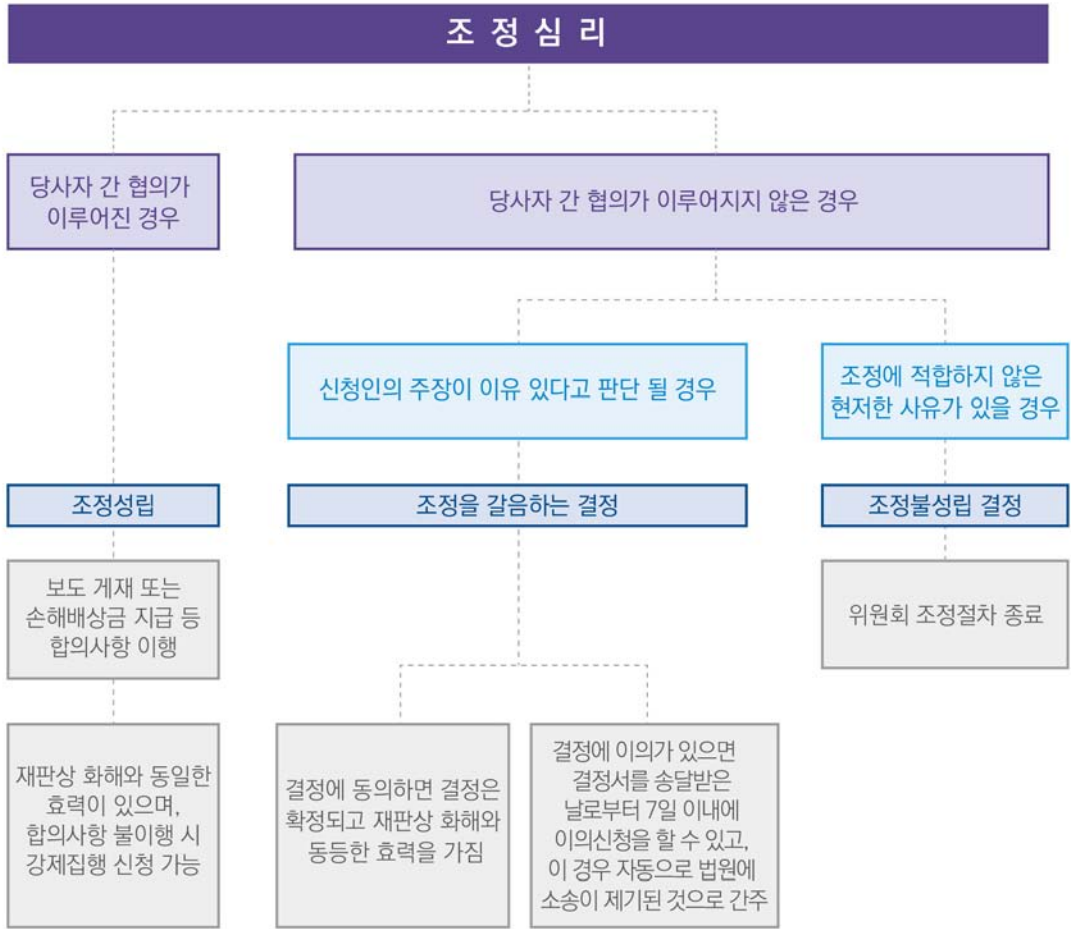 조 정 심 리
당사자 간 협의가
이루어진 경우
당사자 간 협의가 이루어지지 않은 경우
신청인의 주장이 이유 있다고 판단 될 경우
조정에 적합하지 않은
현저한 사유가 있을 경우
조정성립
조정을 갈음하는 결정
조정불성립 결정
보도 게재 또는
손해배상금 지급 등
합의사항 이행
위원회 조정절차 종료
재판상 화해와 동일한
효력이 있으며,
합의사항 불이행 시
강제집행 신청 가능
결정에 동의하면 결정은
확정되고 재판상 화해와
동등한 효력을 가짐
결정에 이의가 있으면
결정서를 송달받은
날로부터 7일 이내에
이의신청을 할 수 있고,
이 경우 자동으로 법원에
소송이 제기된 것으로 간주